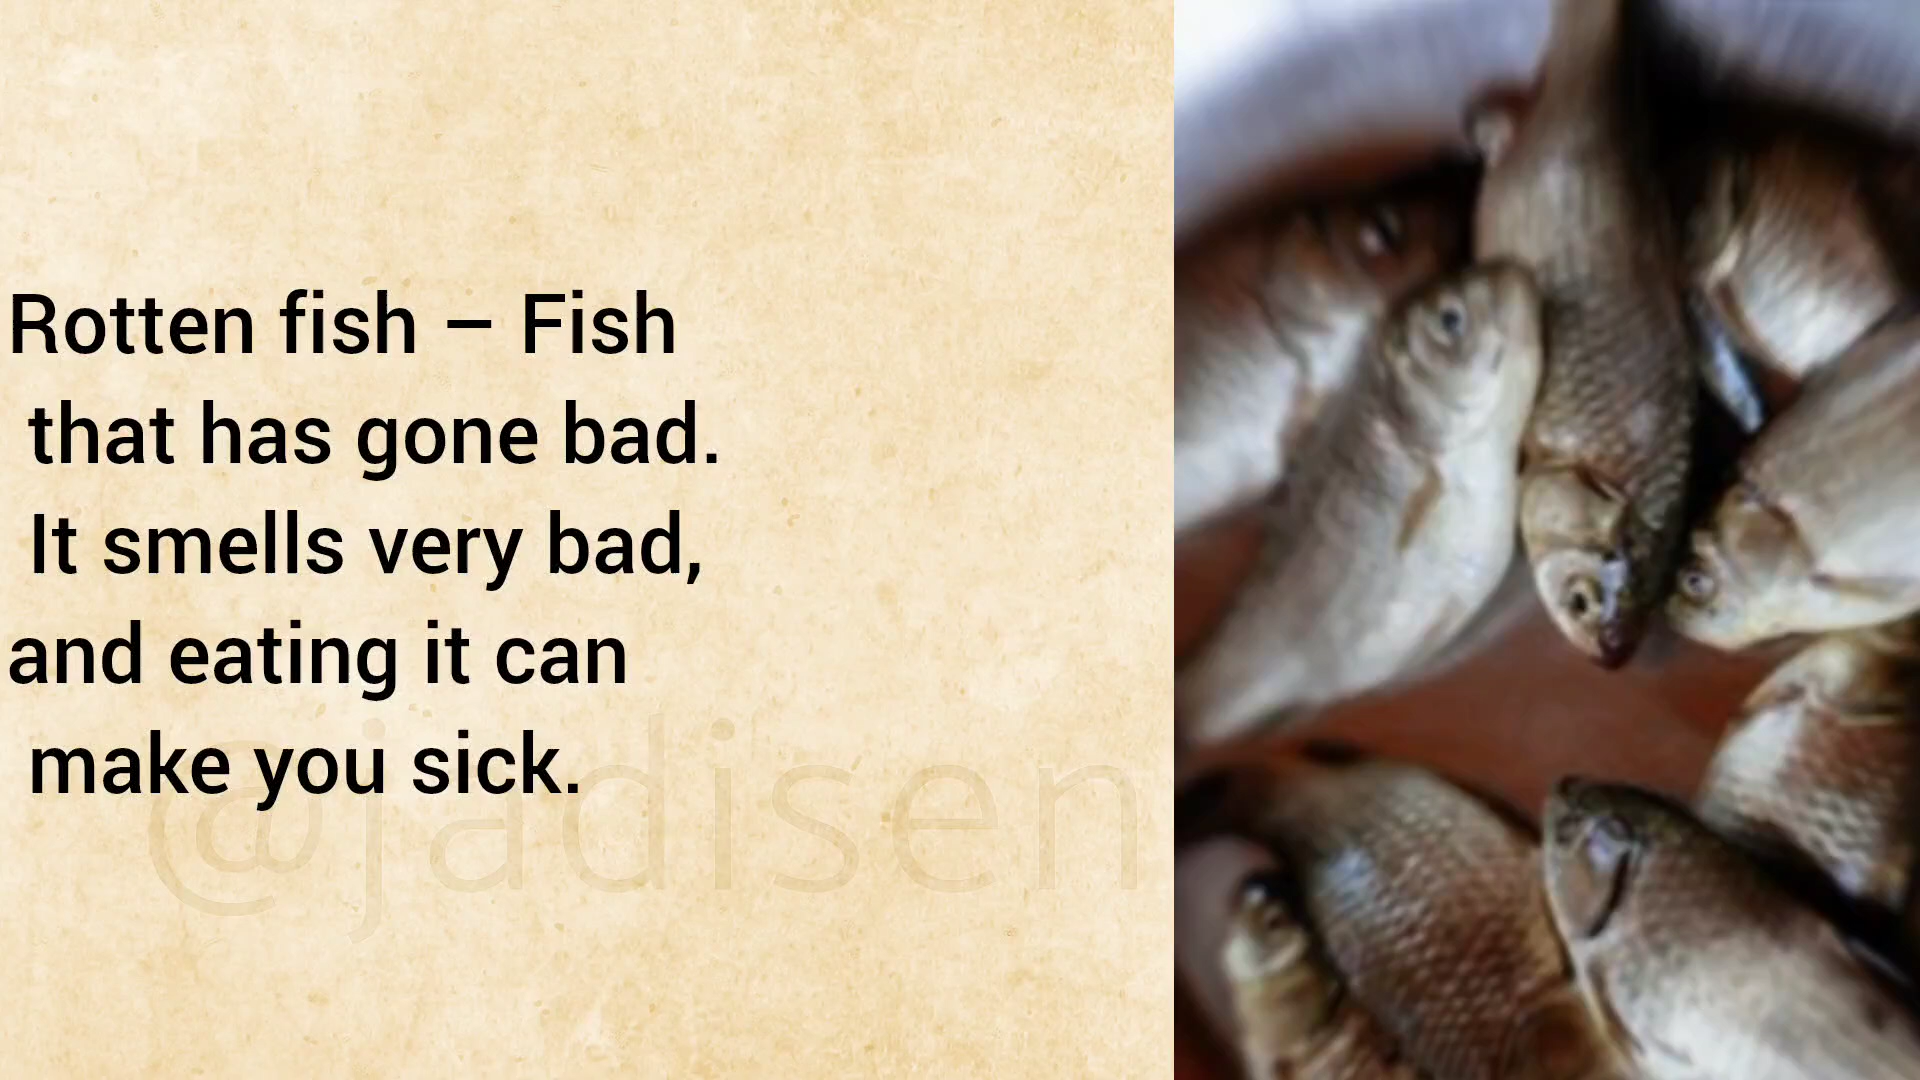 Rotten fish – Fish
that has gone bad.
It smells very bad,
and eating it can
make you sick.
@jadisen